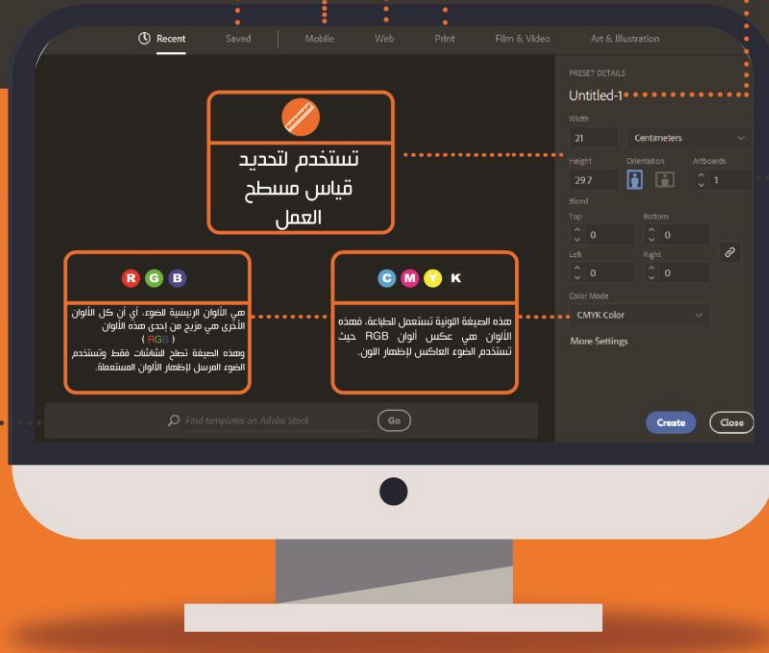 Recent Saved Mobile Web Print Film & Video Art & Illustration
PRESET DETAILS
Untitled-1
Width
21 Centimeters
Height Orientation Artboards
29.7 1
Bleed
Top Bottom
0 0
Left Right
0 0
Color Mode
CMYK Color
More Settings
تستخدم لتحديد
قياس مسطح
العمل
R G B
هي الألوان الرئيسية للضوء، أي أن كل الألوان
الأخرى هي مزيج من إحدى هذه الألوان
( RGB )
وهذه الصيغة تصلح للشاشات فقط وتستخدم
الضوء المرسل لإظهار الألوان المستعملة.
C M Y K
هذه الصيغة اللونية تستعمل للطباعة، فهذه
الألوان هي عكس ألوان RGB حيث
تستخدم الضوء العاكس لإظهار اللون.
Find templates on Adobe Stock Go
Create Close